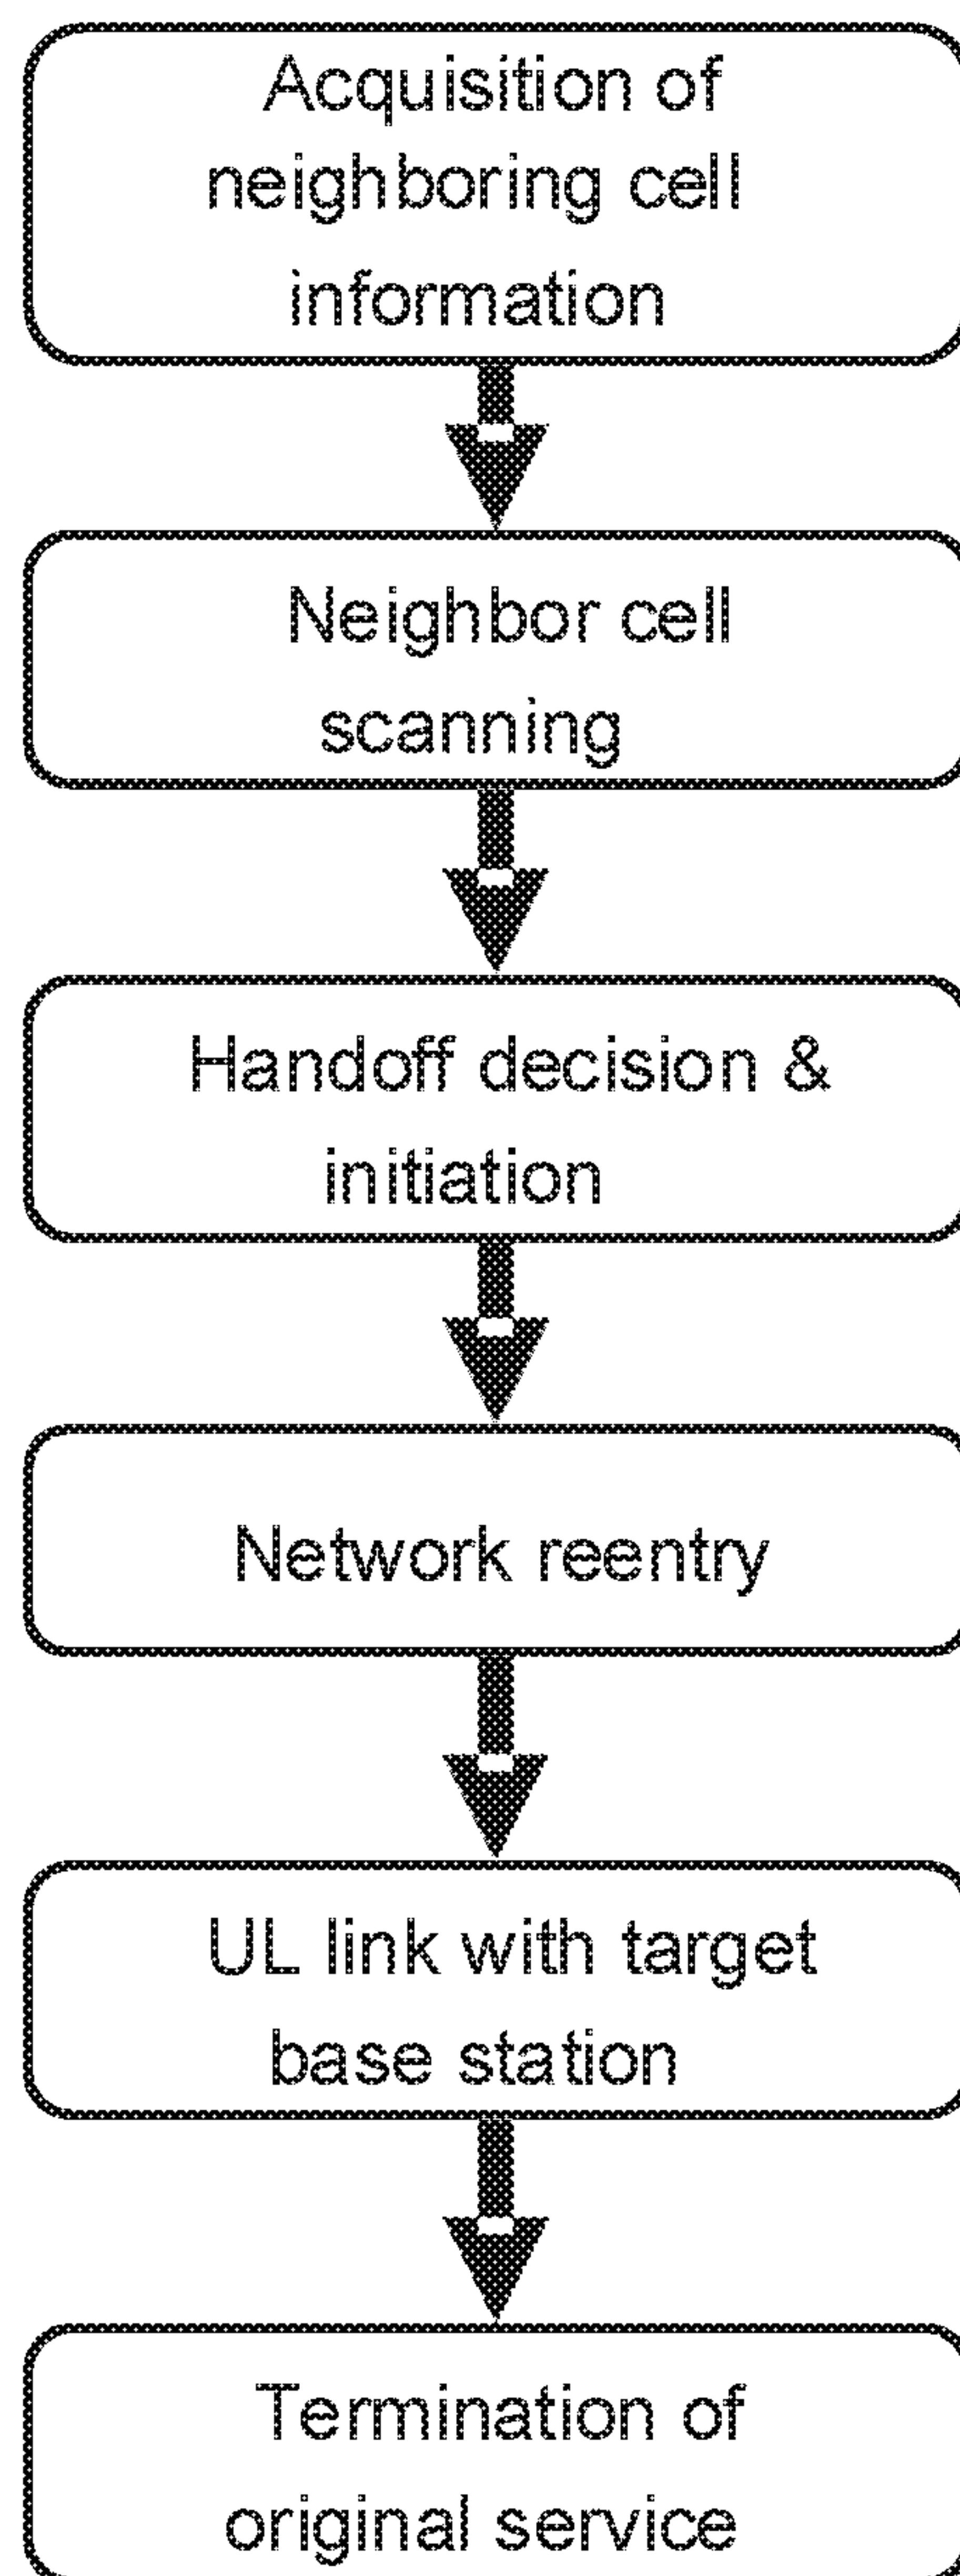 Acquisition of
neighboring cell
information
Neighbor cell
scanning
Handoff decision &
initiation
Network reentry
UL link with target
base station
Termination of
original service